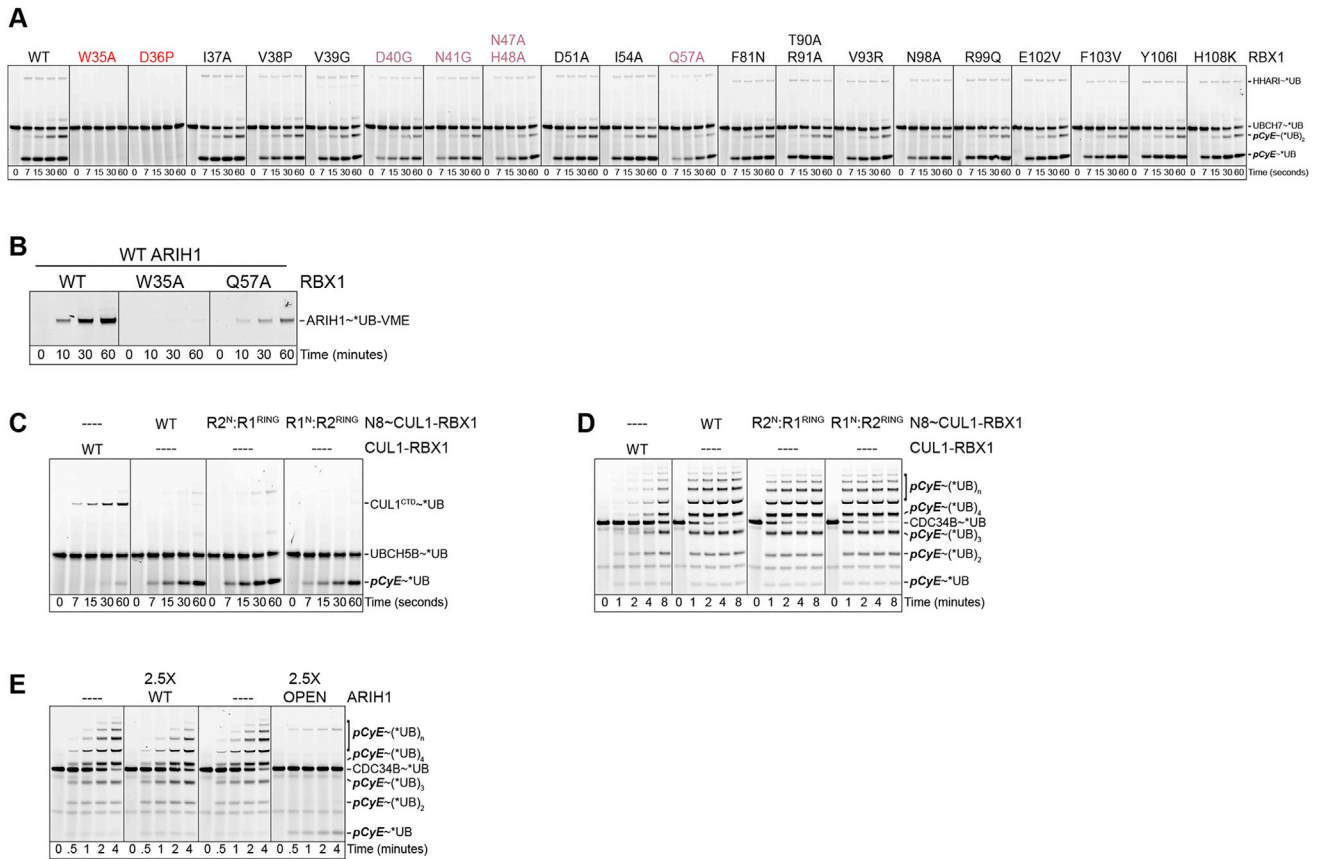 A
T90A
N47A
WT W35A D36P I37A V38P V39G D40G N41G H48A D51A I54A Q57A F81N R91A V93R N98A R99Q E102V F103V Y106I H108K RBX1
HHARI~*UB
UBCH7~*UB
pCyE~(*UB)2
pCyE~*UB
0 7 15 30 60 0 7 15 30 60 0 7 15 30 60 0 7 15 30 60 0 7 15 30 60 0 7 15 30 60 0 7 15 30 60 0 7 15 30 60 0 7 15 30 60 0 7 15 30 60 0 7 15 30 60 0 7 15 30 60 0 7 15 30 60 0 7 15 30 60 0 7 15 30 60 0 7 15 30 60 0 7 15 30 60 0 7 15 30 60 0 7 15 30 60 0 7 15 30 60 0 7 15 30 60 Time (seconds)
B
WT ARIH1
WT W35A Q57A RBX1
ARIH1~*UB-VME
0 10 30 60 0 10 30 60 0 10 30 60 Time (minutes)
C
---- WT R2N:R1RING R1N:R2RING N8~CUL1-RBX1
WT ---- ---- ---- CUL1-RBX1
CUL1CTD~*UB
UBCH5B~*UB
pCyE~*UB
0 7 15 30 60 0 7 15 30 60 0 7 15 30 60 0 7 15 30 60 Time (seconds)
D
---- WT R2N:R1RING R1N:R2RING N8~CUL1-RBX1
WT ---- ---- ---- CUL1-RBX1
pCyE~(*UB)n
pCyE~(*UB)4
CDC34B~*UB
pCyE~(*UB)3
pCyE~(*UB)2
pCyE~*UB
0 1 2 4 8 0 1 2 4 8 0 1 2 4 8 0 1 2 4 8 Time (minutes)
E
2.5X 2.5X
---- WT ---- OPEN ARIH1
pCyE~(*UB)n
pCyE~(*UB)4
CDC34B~*UB
pCyE~(*UB)3
pCyE~(*UB)2
pCyE~*UB
0 .5 1 2 4 0 .5 1 2 4 0 .5 1 2 4 0 .5 1 2 4 Time (minutes)